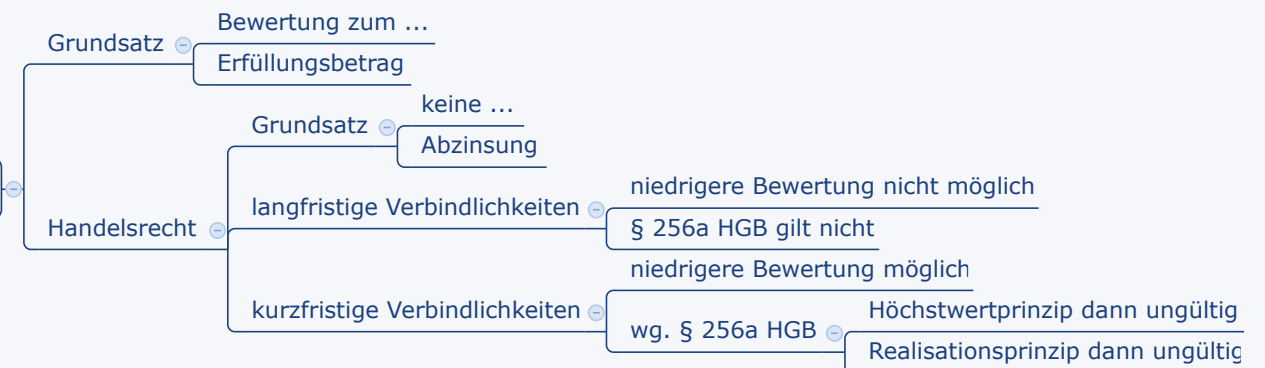 Bewertung zum ...
Grundsatz
Erfüllungsbetrag
keine ...
Grundsatz
Abzinsung
niedrigere Bewertung nicht möglich
langfristige Verbindlichkeiten
Handelsrecht
§ 256a HGB gilt nicht
niedrigere Bewertung möglich
kurzfristige Verbindlichkeiten
Höchstwertprinzip dann ungültig
wg. § 256a HGB
Realisationsprinzip dann ungültig